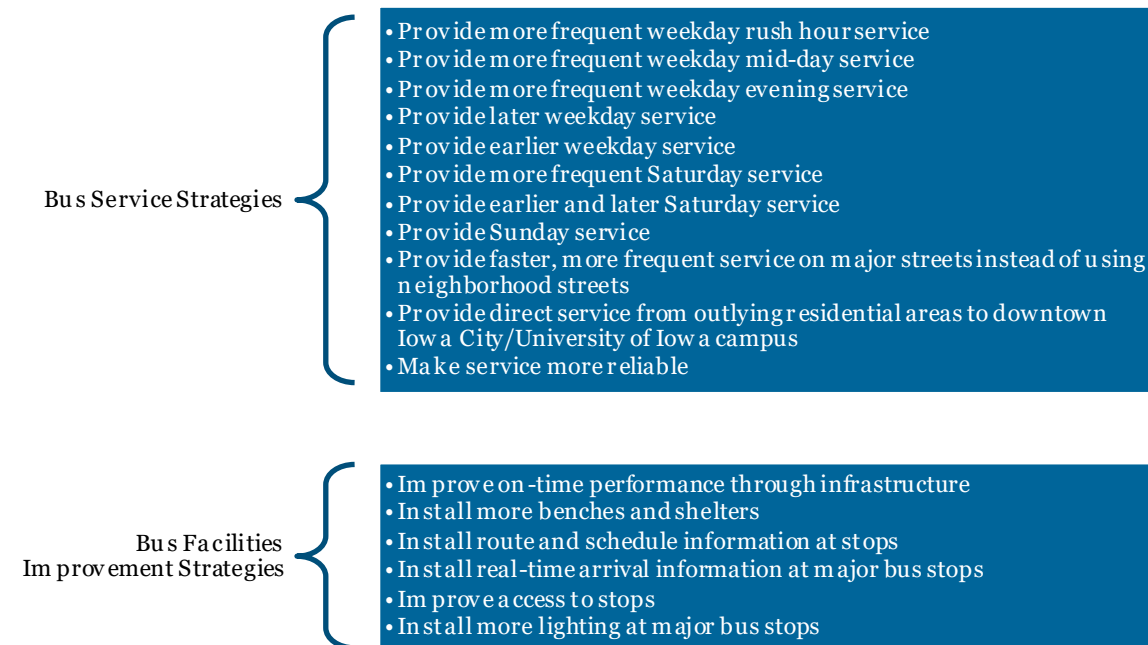 Bus Service Strategies
• Provide more frequent weekday rush hour service
• Provide more frequent weekday mid-day service
• Provide more frequent weekday evening service
• Provide later weekday service
• Provide earlier weekday service
• Provide more frequent Saturday service
• Provide earlier and later Saturday service
• Provide Sunday service
• Provide faster, more frequent service on major streets instead of using
neighborhood streets
• Provide direct service from outlying residential areas to downtown
Iowa City/University of Iowa campus
• Make service more reliable
Bus Facilities
Improvement Strategies
• Improve on-time performance through infrastructure
• Install more benches and shelters
• Install route and schedule information at stops
• Install real-time arrival information at major bus stops
• Improve access to stops
• Install more lighting at major bus stops